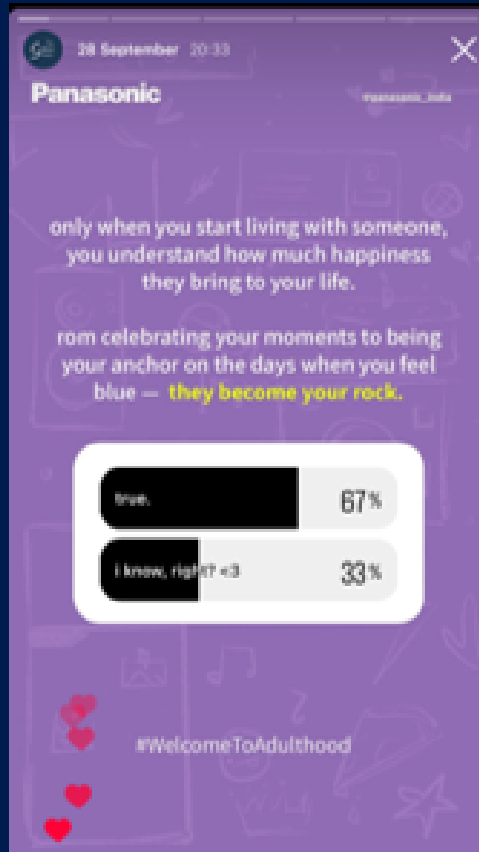 28 September 20:33
Panasonic
only when you start living with someone,
you understand how much happiness
they bring to your life.
rom celebrating your moments to being
your anchor on the days when you feel
blue — they become your rock.
true. 67%
i know, right? <3 33%
#WelcomeToAdulthood